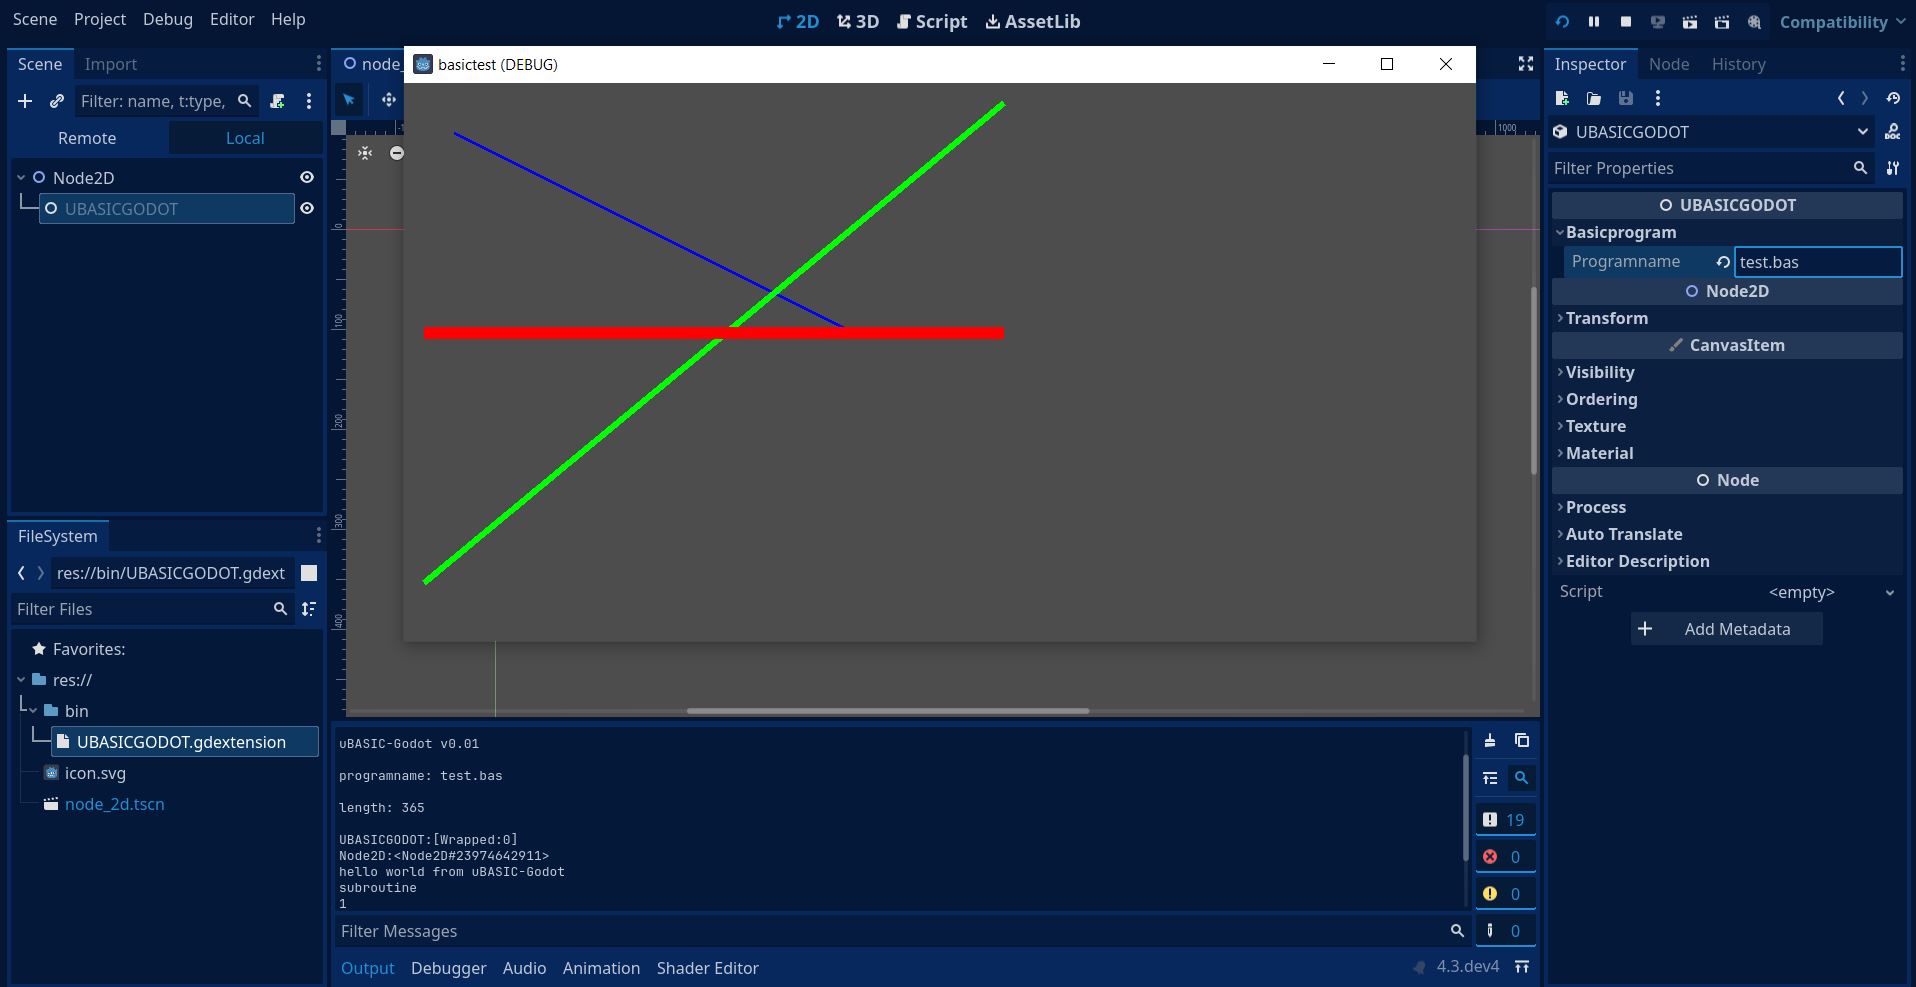 Scene Project Debug Editor Help
2D 3D Script AssetLib
Compatibility
Scene Import
Filter: name, t:type,
Remote Local
Node2D
UBASICGODOT
FileSystem
res://bin/UBASICGODOT.gdext
Filter Files
Favorites:
res://
bin
UBASICGODOT.gdextension
icon.svg
node_2d.tscn
node_
basictest (DEBUG)
1000
0
100
200
300
400
uBASIC-Godot v0.01
programname: test.bas
length: 365
UBASICGODOT:[Wrapped:0]
Node2D:<Node2D#23974642911>
hello world from uBASIC-Godot
subroutine
1
19
0
0
0
Filter Messages
Output Debugger Audio Animation Shader Editor
4.3.dev4
Inspector Node History
UBASICGODOT
DOC
Filter Properties
UBASICGODOT
Basicprogram
Programname test.bas
Node2D
Transform
CanvasItem
Visibility
Ordering
Texture
Material
Node
Process
Auto Translate
Editor Description
Script <empty>
Add Metadata